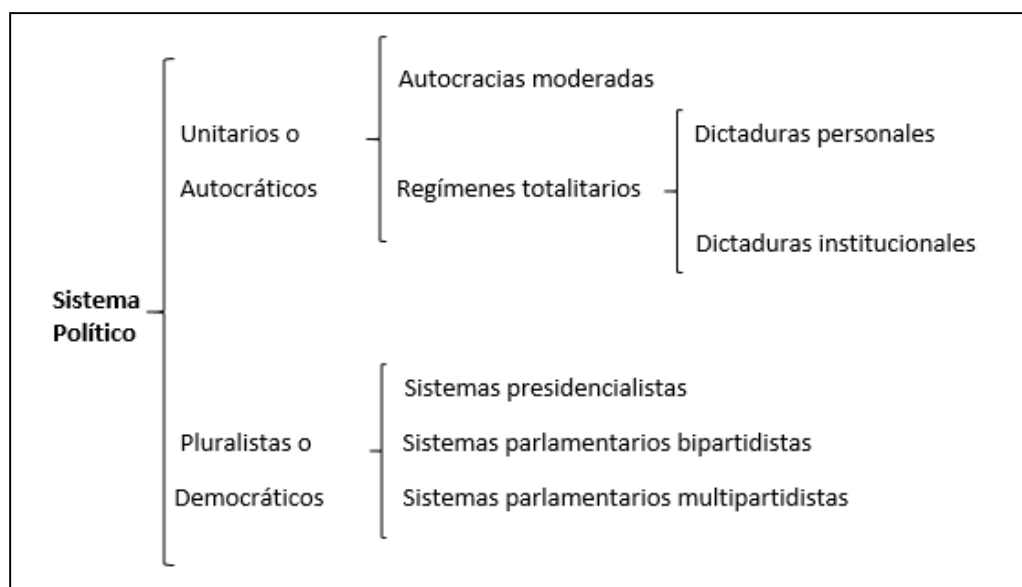 Autocracias moderadas
Unitarios o
Autocráticos
Regímenes totalitarios
Dictaduras personales
Dictaduras institucionales
Sistema
Político
Pluralistas o
Democráticos
Sistemas presidencialistas
Sistemas parlamentarios bipartidistas
Sistemas parlamentarios multipartidistas